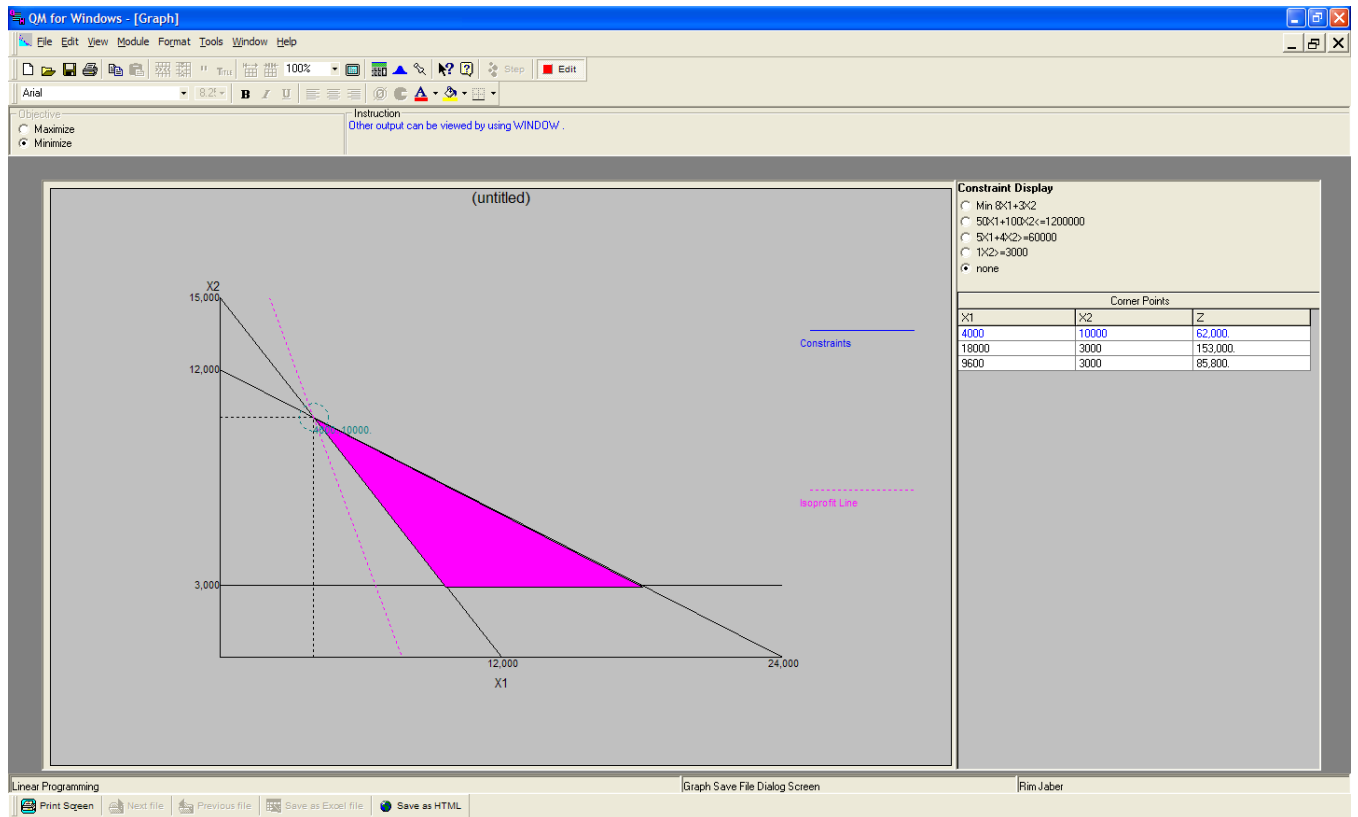 QM for Windows - [Graph]
File Edit View Module Format Tools Window Help
100% Step Edit
Arial 8.25 B I U
Objective
Maximize
Minimize
Instruction
Other output can be viewed by using WINDOW .
(untitled)
X2
15,000
12,000
10000.
3,000
12,000
24,000
X1
Constraints
Isoprofit Line
Constraint Display
Min 8X1+3X2
50X1+100X2<=1200000
5X1+4X2>=60000
1X2>=3000
none
Corner Points
X1 X2 Z
4000 10000 62,000.
18000 3000 153,000.
9600 3000 85,800.
Linear Programming Graph Save File Dialog Screen Rim Jaber
Print Screen Next file Previous file Save as Excel file Save as HTML